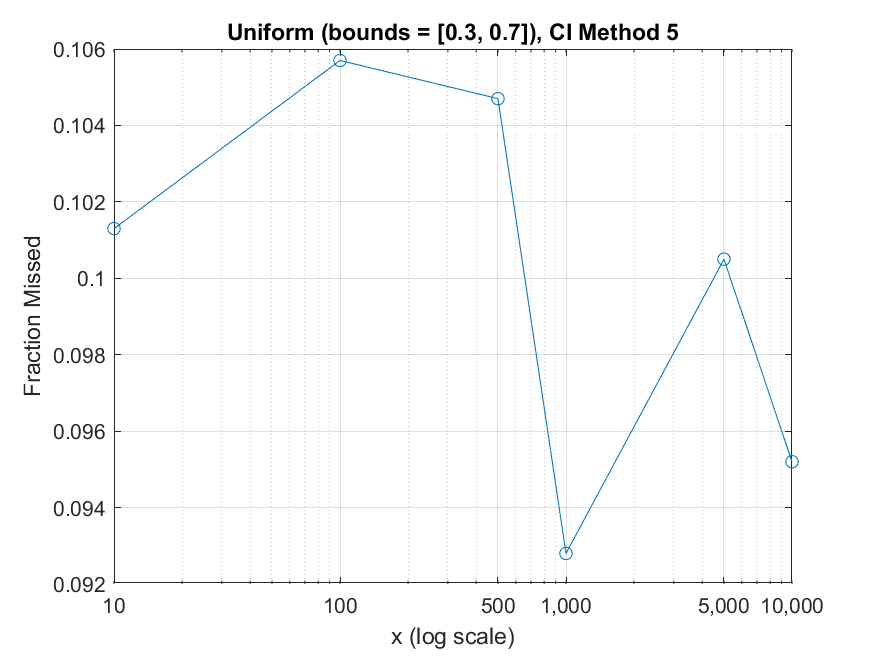 Uniform (bounds = [0.3, 0.7]), CI Method 5
0.106
0.104
0.102
0.1
0.098
0.096
0.094
0.092
Fraction Missed
10 100 500 1,000 5,000 10,000
x (log scale)